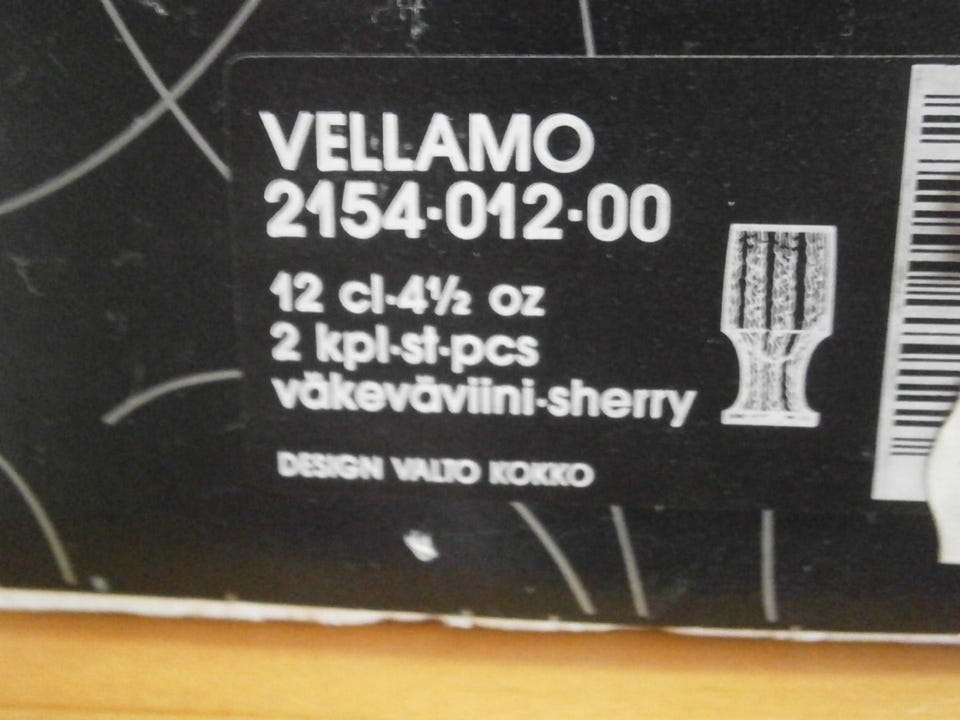 VELLAMO
2154·012·00
12 cl·4½ oz
2 kpl·st·pcs
väkeväviini·sherry
DESIGN VALTO KOKKO